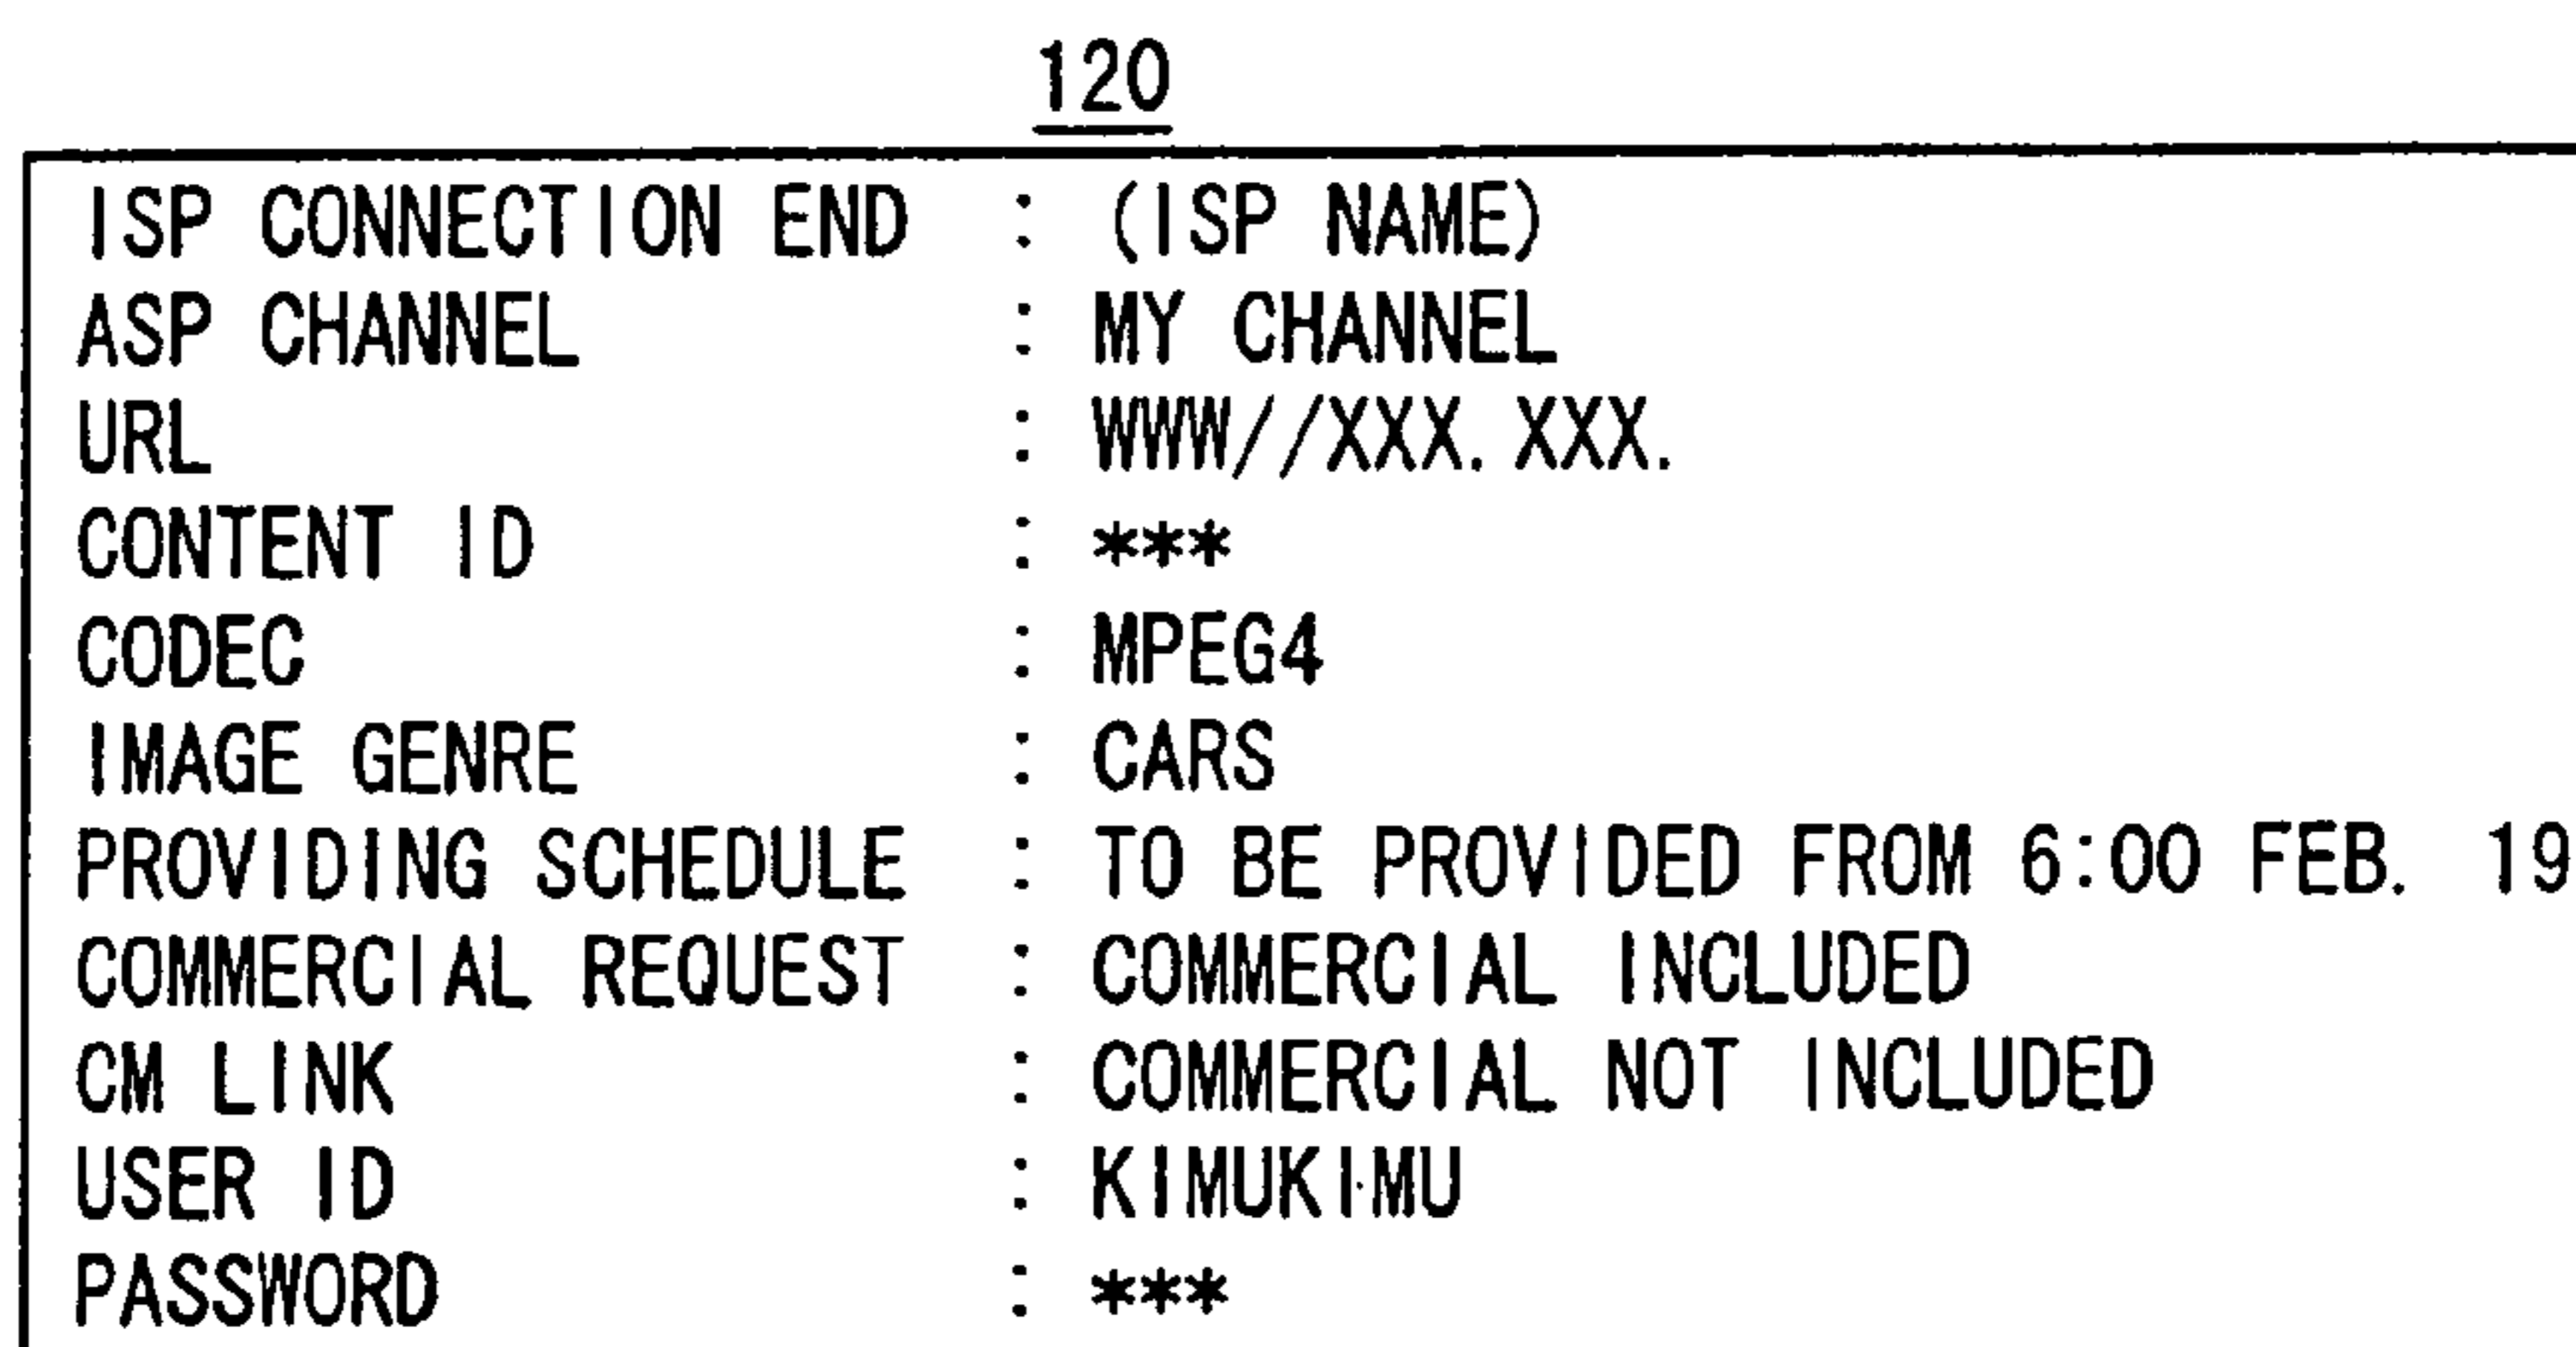 120
ISP CONNECTION END : (ISP NAME)
ASP CHANNEL : MY CHANNEL
URL : WWW//XXX. XXX.
CONTENT ID : ***
CODEC : MPEG4
IMAGE GENRE : CARS
PROVIDING SCHEDULE : TO BE PROVIDED FROM 6:00 FEB. 19
COMMERCIAL REQUEST : COMMERCIAL INCLUDED
CM LINK : COMMERCIAL NOT INCLUDED
USER ID : KIMUKIMU
PASSWORD : ***